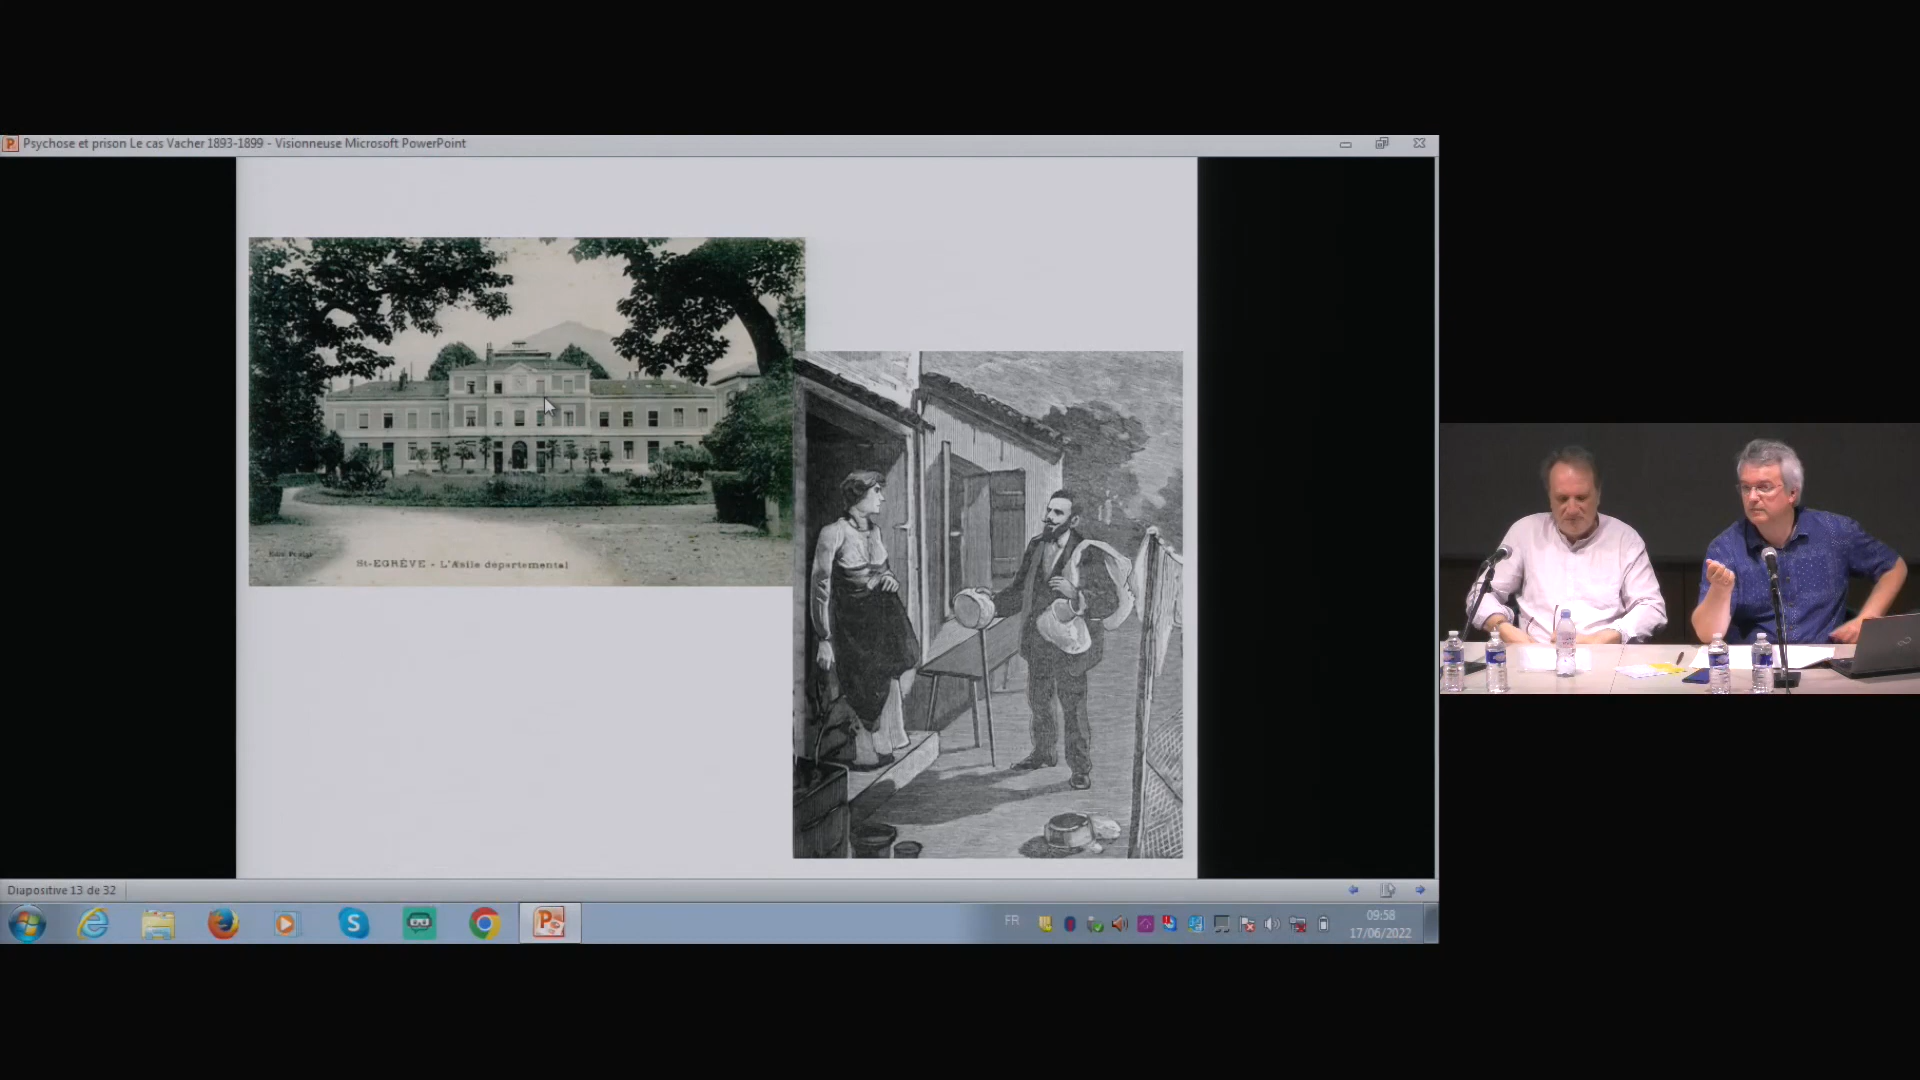 Psychose et prison Le cas Vacher 1893-1899 - Visionneuse Microsoft PowerPoint
St-EGRÈVE - L'Asile départemental
Diapositive 13 de 32
FR
09:58
17/06/2022